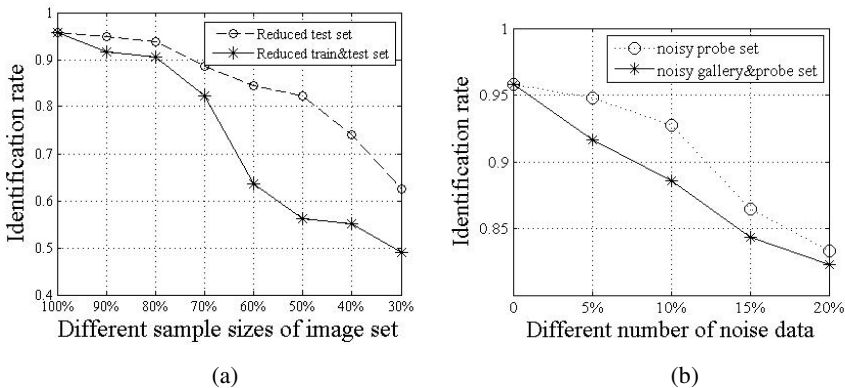 1
0.9
0.8
0.7
0.6
0.5
0.4
Identification rate
Reduced test set
Reduced train&test set
100% 90% 80% 70% 60% 50% 40% 30%
Different sample sizes of image set
(a)
1
0.95
0.9
0.85
Identification rate
noisy probe set
noisy gallery&probe set
0 5% 10% 15% 20%
Different number of noise data
(b)